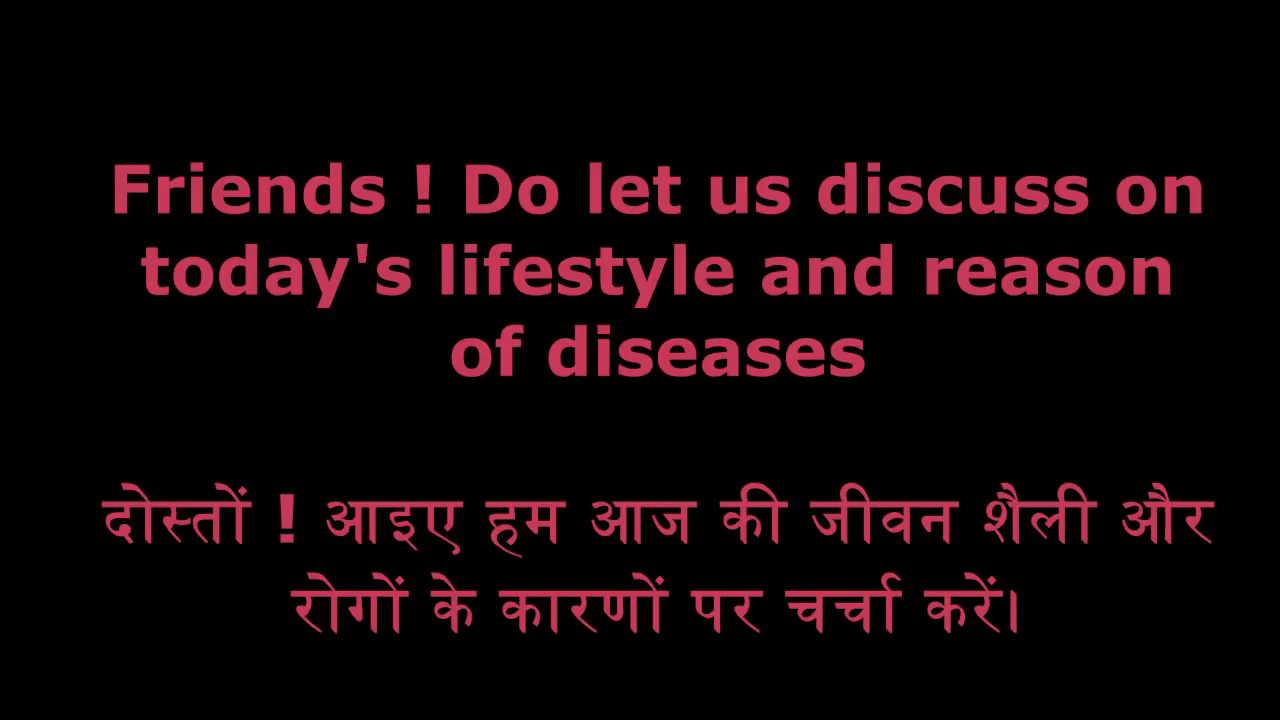 Friends ! Do let us discuss on
today's lifestyle and reason
of diseases
दोस्तों ! आइए हम आज की जीवन शैली और
रोगों के कारणों पर चर्चा करें।